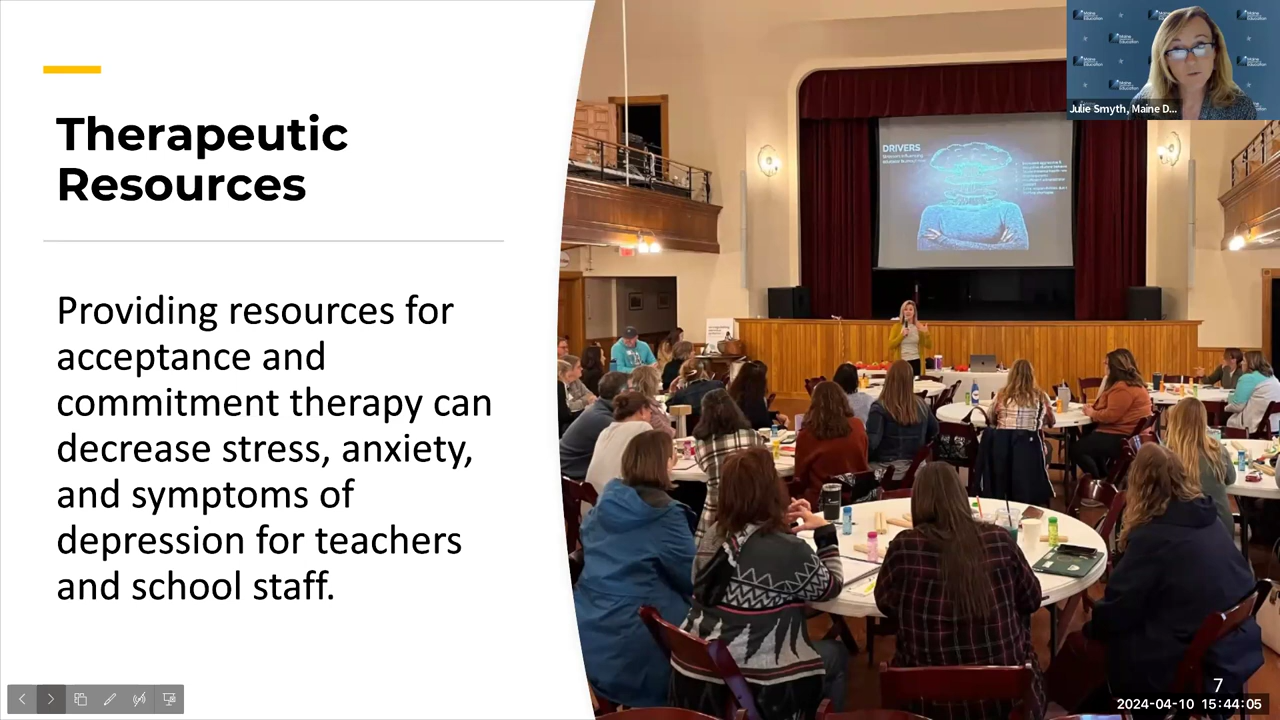 Therapeutic
Resources
Providing resources for
acceptance and
commitment therapy can
decrease stress, anxiety,
and symptoms of
depression for teachers
and school staff.
DRIVERS
Julie Smyth, Maine D...
7
2024-04-10 15:44:05